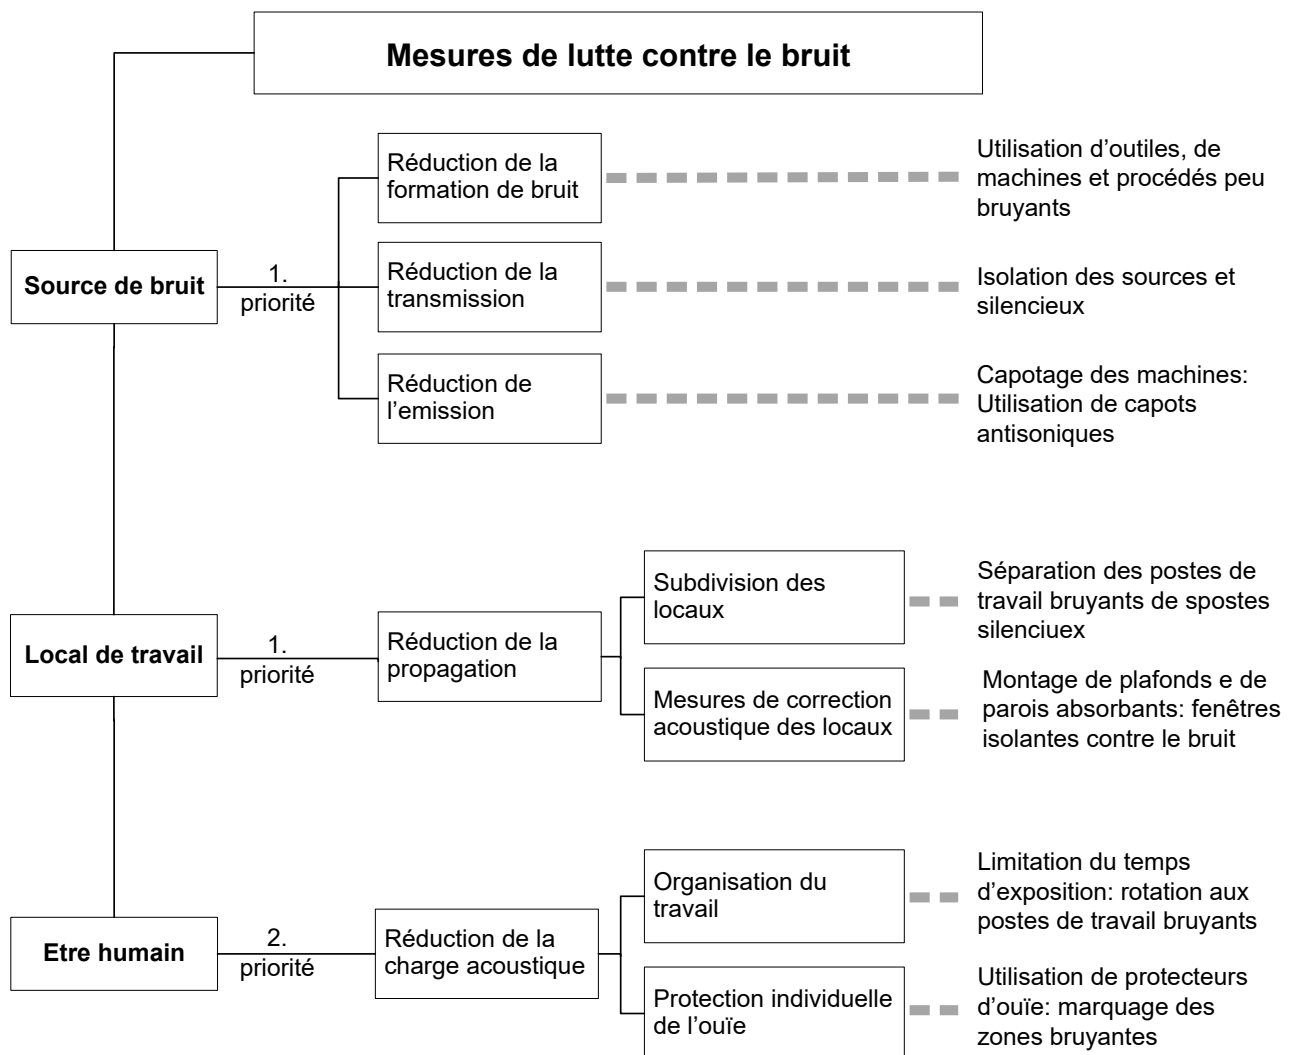 Mesures de lutte contre le bruit
Réduction de la
formation de bruit
Utilisation d’outiles, de
machines et procédés peu
bruyants
Source de bruit
1.
priorité
Réduction de la
transmission
Isolation des sources et
silencieux
Réduction de
l’emission
Capotage des machines:
Utilisation de capots
antisoniques
Subdivision des
locaux
Séparation des postes de
travail bruyants de spostes
silenciuex
Local de travail
1.
priorité
Réduction de la
propagation
Mesures de correction
acoustique des locaux
Montage de plafonds e de
parois absorbants: fenêtres
isolantes contre le bruit
Organisation du
travail
Limitation du temps
d’exposition: rotation aux
postes de travail bruyants
Etre humain
2.
priorité
Réduction de la
charge acoustique
Protection individuelle
de l’ouïe
Utilisation de protecteurs
d’ouïe: marquage des
zones bruyantes